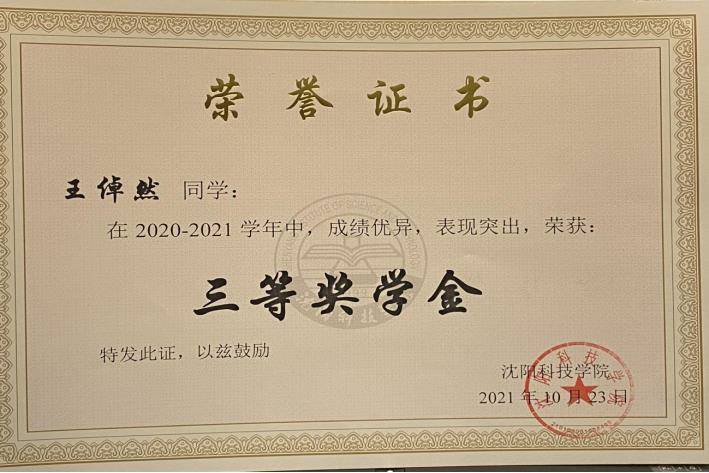 荣誉证书
王倬然 同学：
在 2020-2021 学年中，成绩优异，表现突出，荣获：
三等奖学金
特发此证，以兹鼓励
沈阳科技学院
2021 年 10 月 23 日